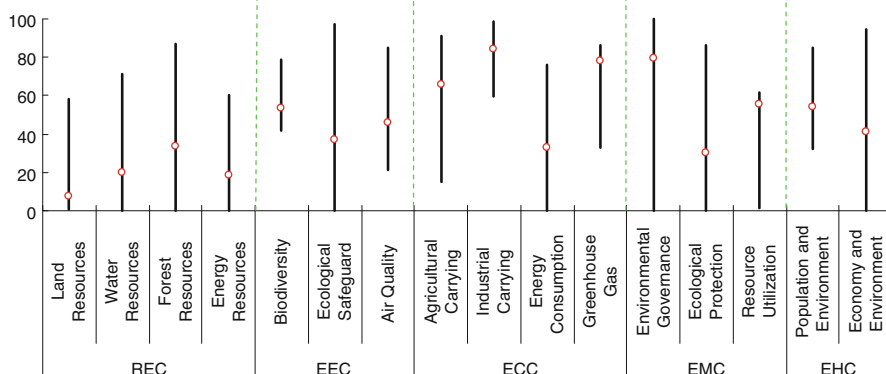 100
80
60
40
20
0
Land
Resources
Water
Resources
Forest
Resources
Energy
Resources
Biodiversity
Ecological
Safeguard
Air Quality
Agricultural
Carrying
Industrial
Carrying
Energy
Consumption
Greenhouse
Gas
Environmental
Governance
Ecological
Protection
Resource
Utilization
Population and
Environment
Economy and
Environment
REC
EEC
ECC
EMC
EHC